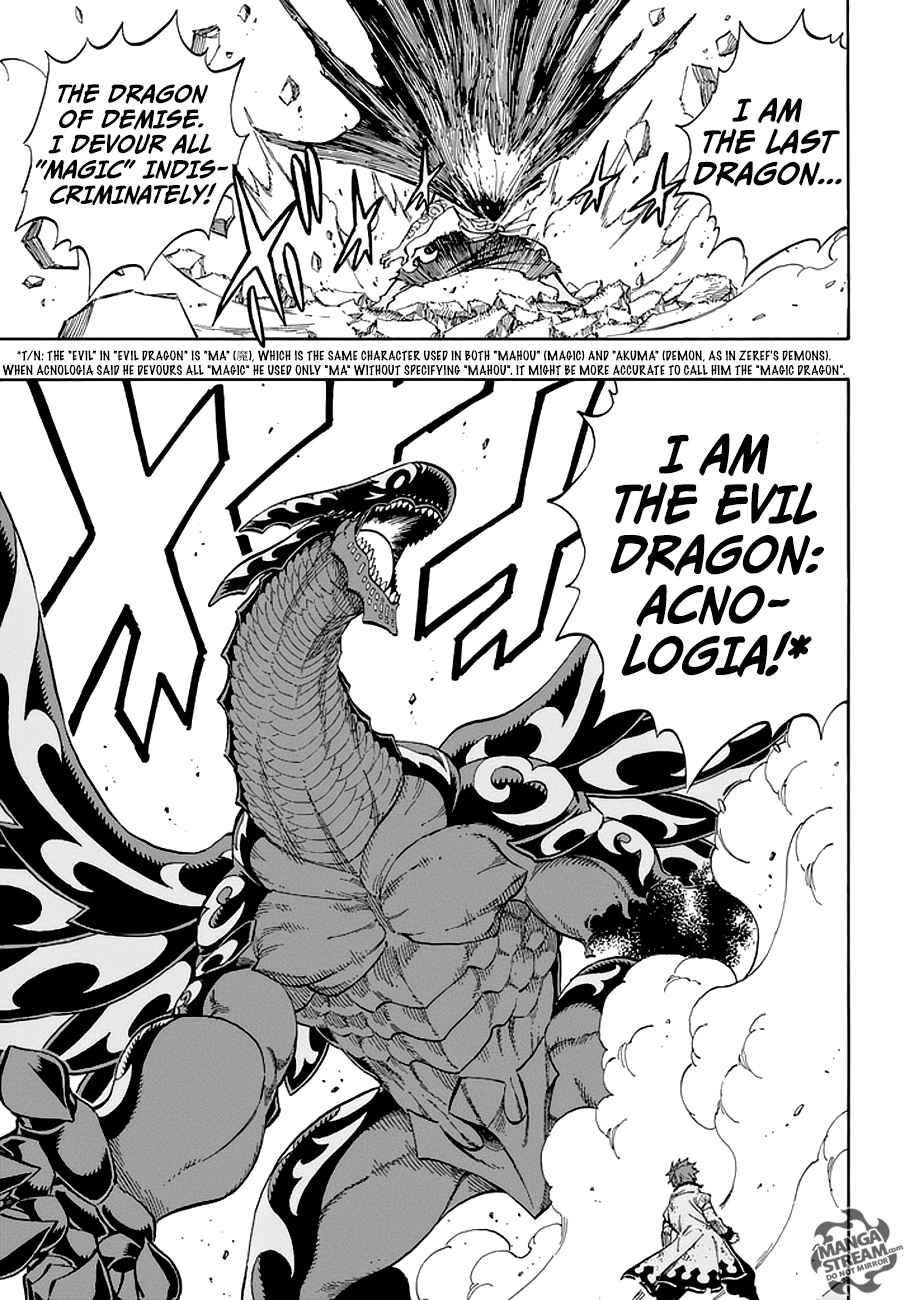 I AM
THE LAST
DRAGON...
THE DRAGON
OF DEMISE.
I DEVOUR ALL
"MAGIC" INDIS-
CRIMINATELY!
*T/N: THE "EVIL" IN "EVIL DRAGON" IS "MA" (魔), WHICH IS THE SAME CHARACTER USED IN BOTH "MAHOU" (MAGIC) AND "AKUMA" (DEMON, AS IN ZEREF'S DEMONS).
WHEN ACNOLOGIA SAID HE DEVOURS ALL "MAGIC" HE USED ONLY "MA" WITHOUT SPECIFYING "MAHOU". IT MIGHT BE MORE ACCURATE TO CALL HIM THE "MAGIC DRAGON".
I AM
THE EVIL
DRAGON:
ACNO-
LOGIA!*
MANGA
STREAM.com
DO NOT MIRROR!